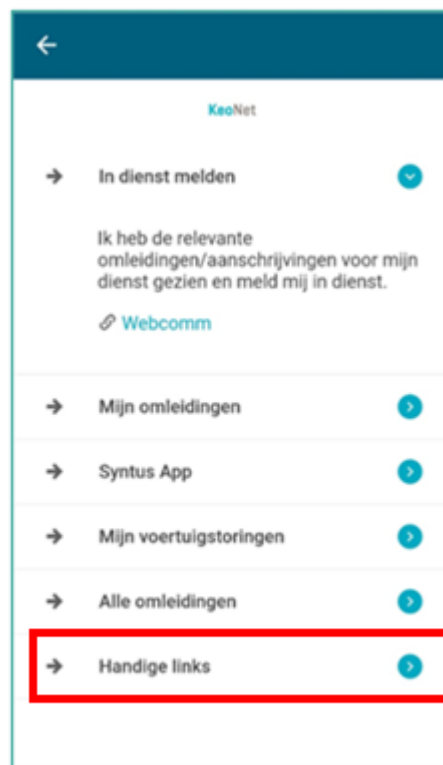 KeoNet
In dienst melden
Ik heb de relevante
omleidingen/aanschrijvingen voor mijn
dienst gezien en meld mij in dienst.
Webcomm
Mijn omleidingen
Syntus App
Mijn voertuigstoringen
Alle omleidingen
Handige links